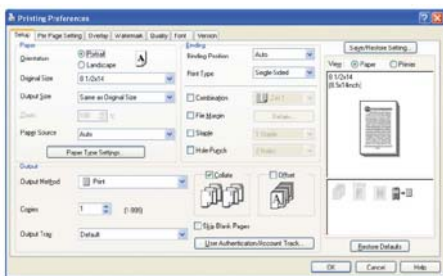 Printing Preferences
Setup Per Page Setting Overlay Watermark Quality Font Version
Paper
Orientation
Portrait
Landscape
Original Size 8 1/2x14
Output Size Same as Original Size
Zoom
Paper Source Auto
Paper Type Settings...
Output
Output Method Print
Copies 1 (1-999)
Output Tray Default
Binding
Binding Position Auto
Print Type Single-Sided
Combination
File Margin
Staple
Hole-Punch
Collate
Offset
Skip Blank Pages
User Authentication/Account Track...
Save/Restore Setting...
View: Paper Printer
8 1/2x14
(8.5x14inch)
Restore Defaults
OK Cancel Help